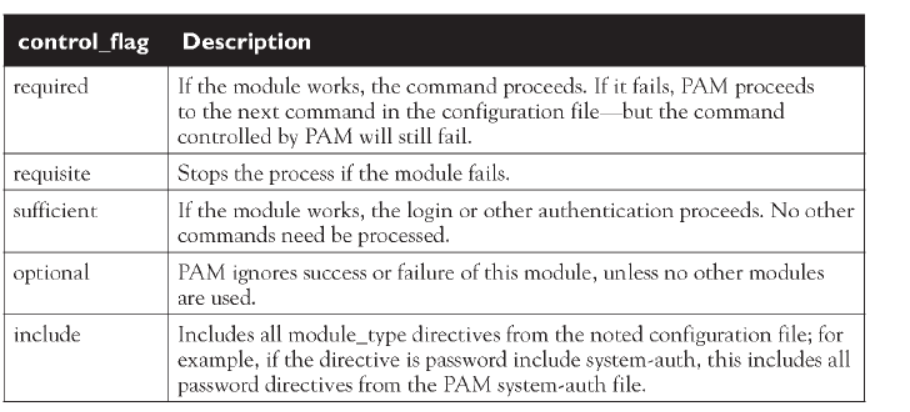 control_flag Description
required If the module works, the command proceeds. If it fails, PAM proceeds
to the next command in the configuration file—but the command
controlled by PAM will still fail.
requisite Stops the process if the module fails.
sufficient If the module works, the login or other authentication proceeds. No other
commands need be processed.
optional PAM ignores success or failure of this module, unless no other modules
are used.
include Includes all module_type directives from the noted configuration file; for
example, if the directive is password include system-auth, this includes all
password directives from the PAM system-auth file.